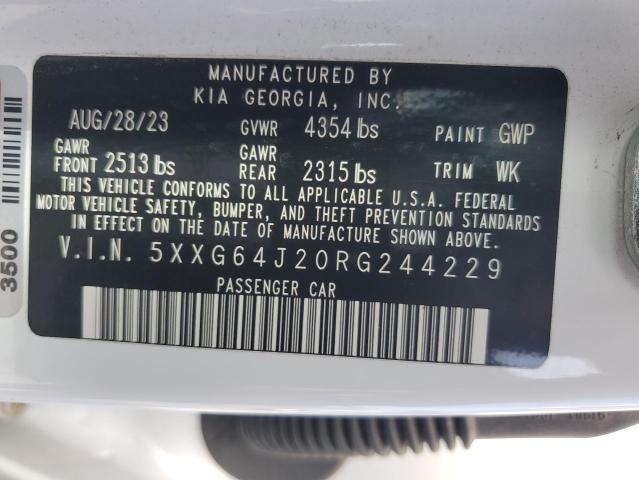 MANUFACTURED BY
KIA GEORGIA, INC.
AUG/28/23 GVWR 4354 lbs PAINT GWP
GAWR FRONT 2513 lbs GAWR REAR 2315 lbs TRIM WK
THIS VEHICLE CONFORMS TO ALL APPLICABLE U.S.A. FEDERAL
MOTOR VEHICLE SAFETY, BUMPER, AND THEFT PREVENTION STANDARDS
IN EFFECT ON THE DATE OF MANUFACTURE SHOWN ABOVE.
V.I.N. 5XXG64J20RG244229
PASSENGER CAR
3500